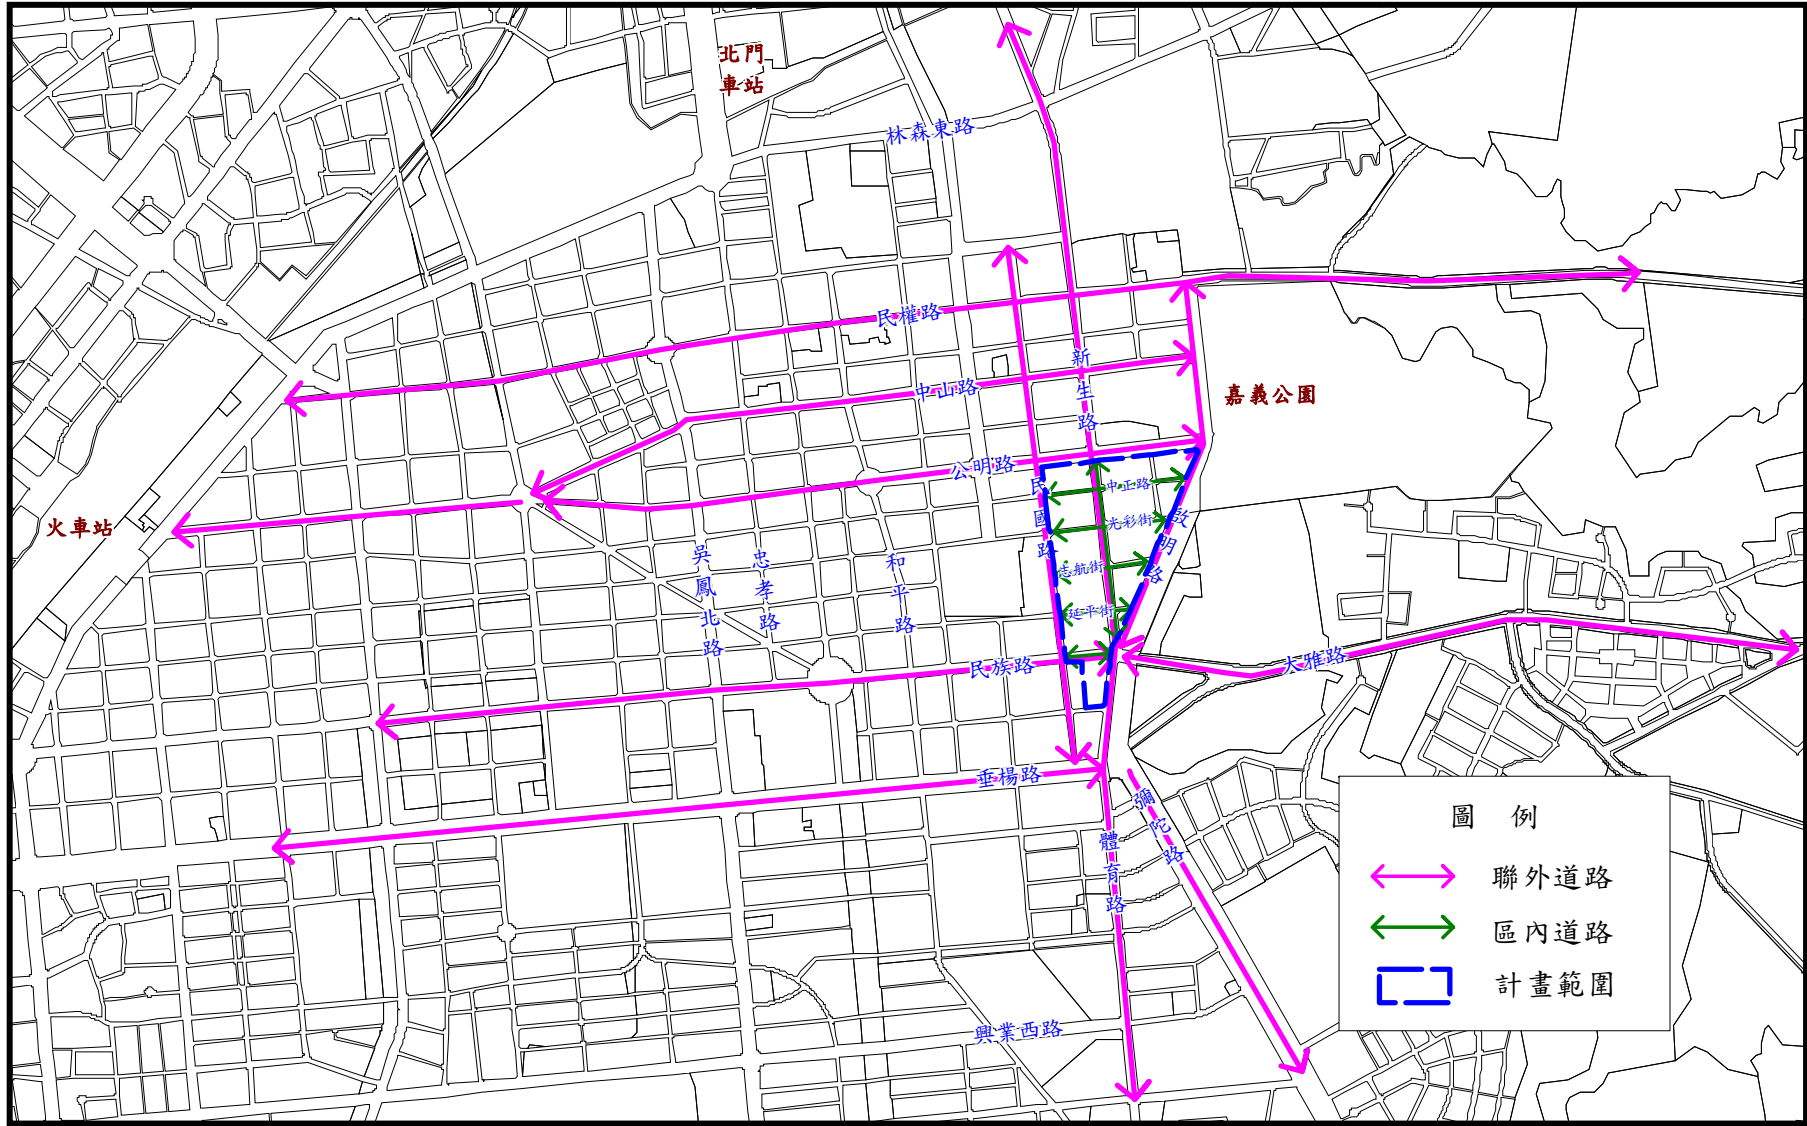 北門
車站
林森東路
民權路
新生路
中山路
嘉義公園
公明路
民國路
中正路
火車站
光彩街
啟明路
吳鳳北路
忠孝路
和平路
志航街
延平街
民族路
大雅路
垂楊路
彌陀路
體育路
興業西路
圖 例
聯外道路
區內道路
計畫範圍